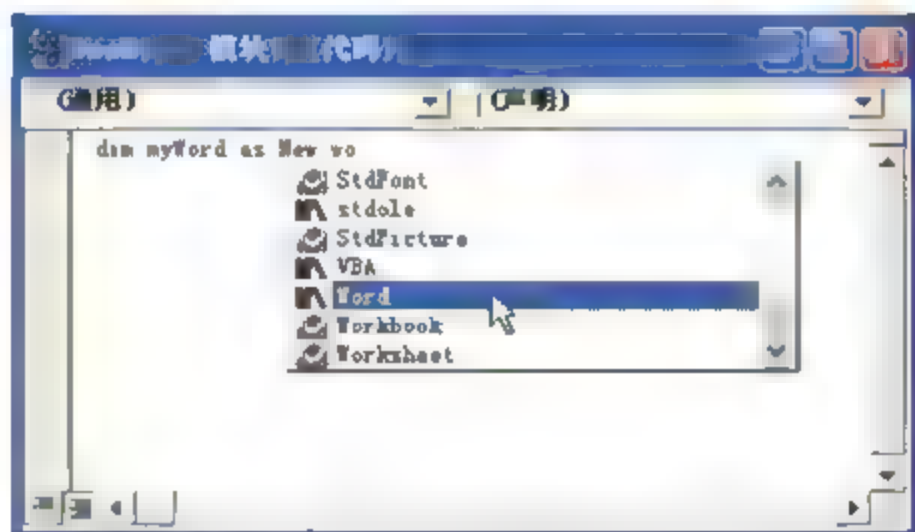 模块 代码
(通用)
(声明)
dim myWord as New wo
StdFont
stdole
StdPicture
VBA
Word
Workbook
Worksheet